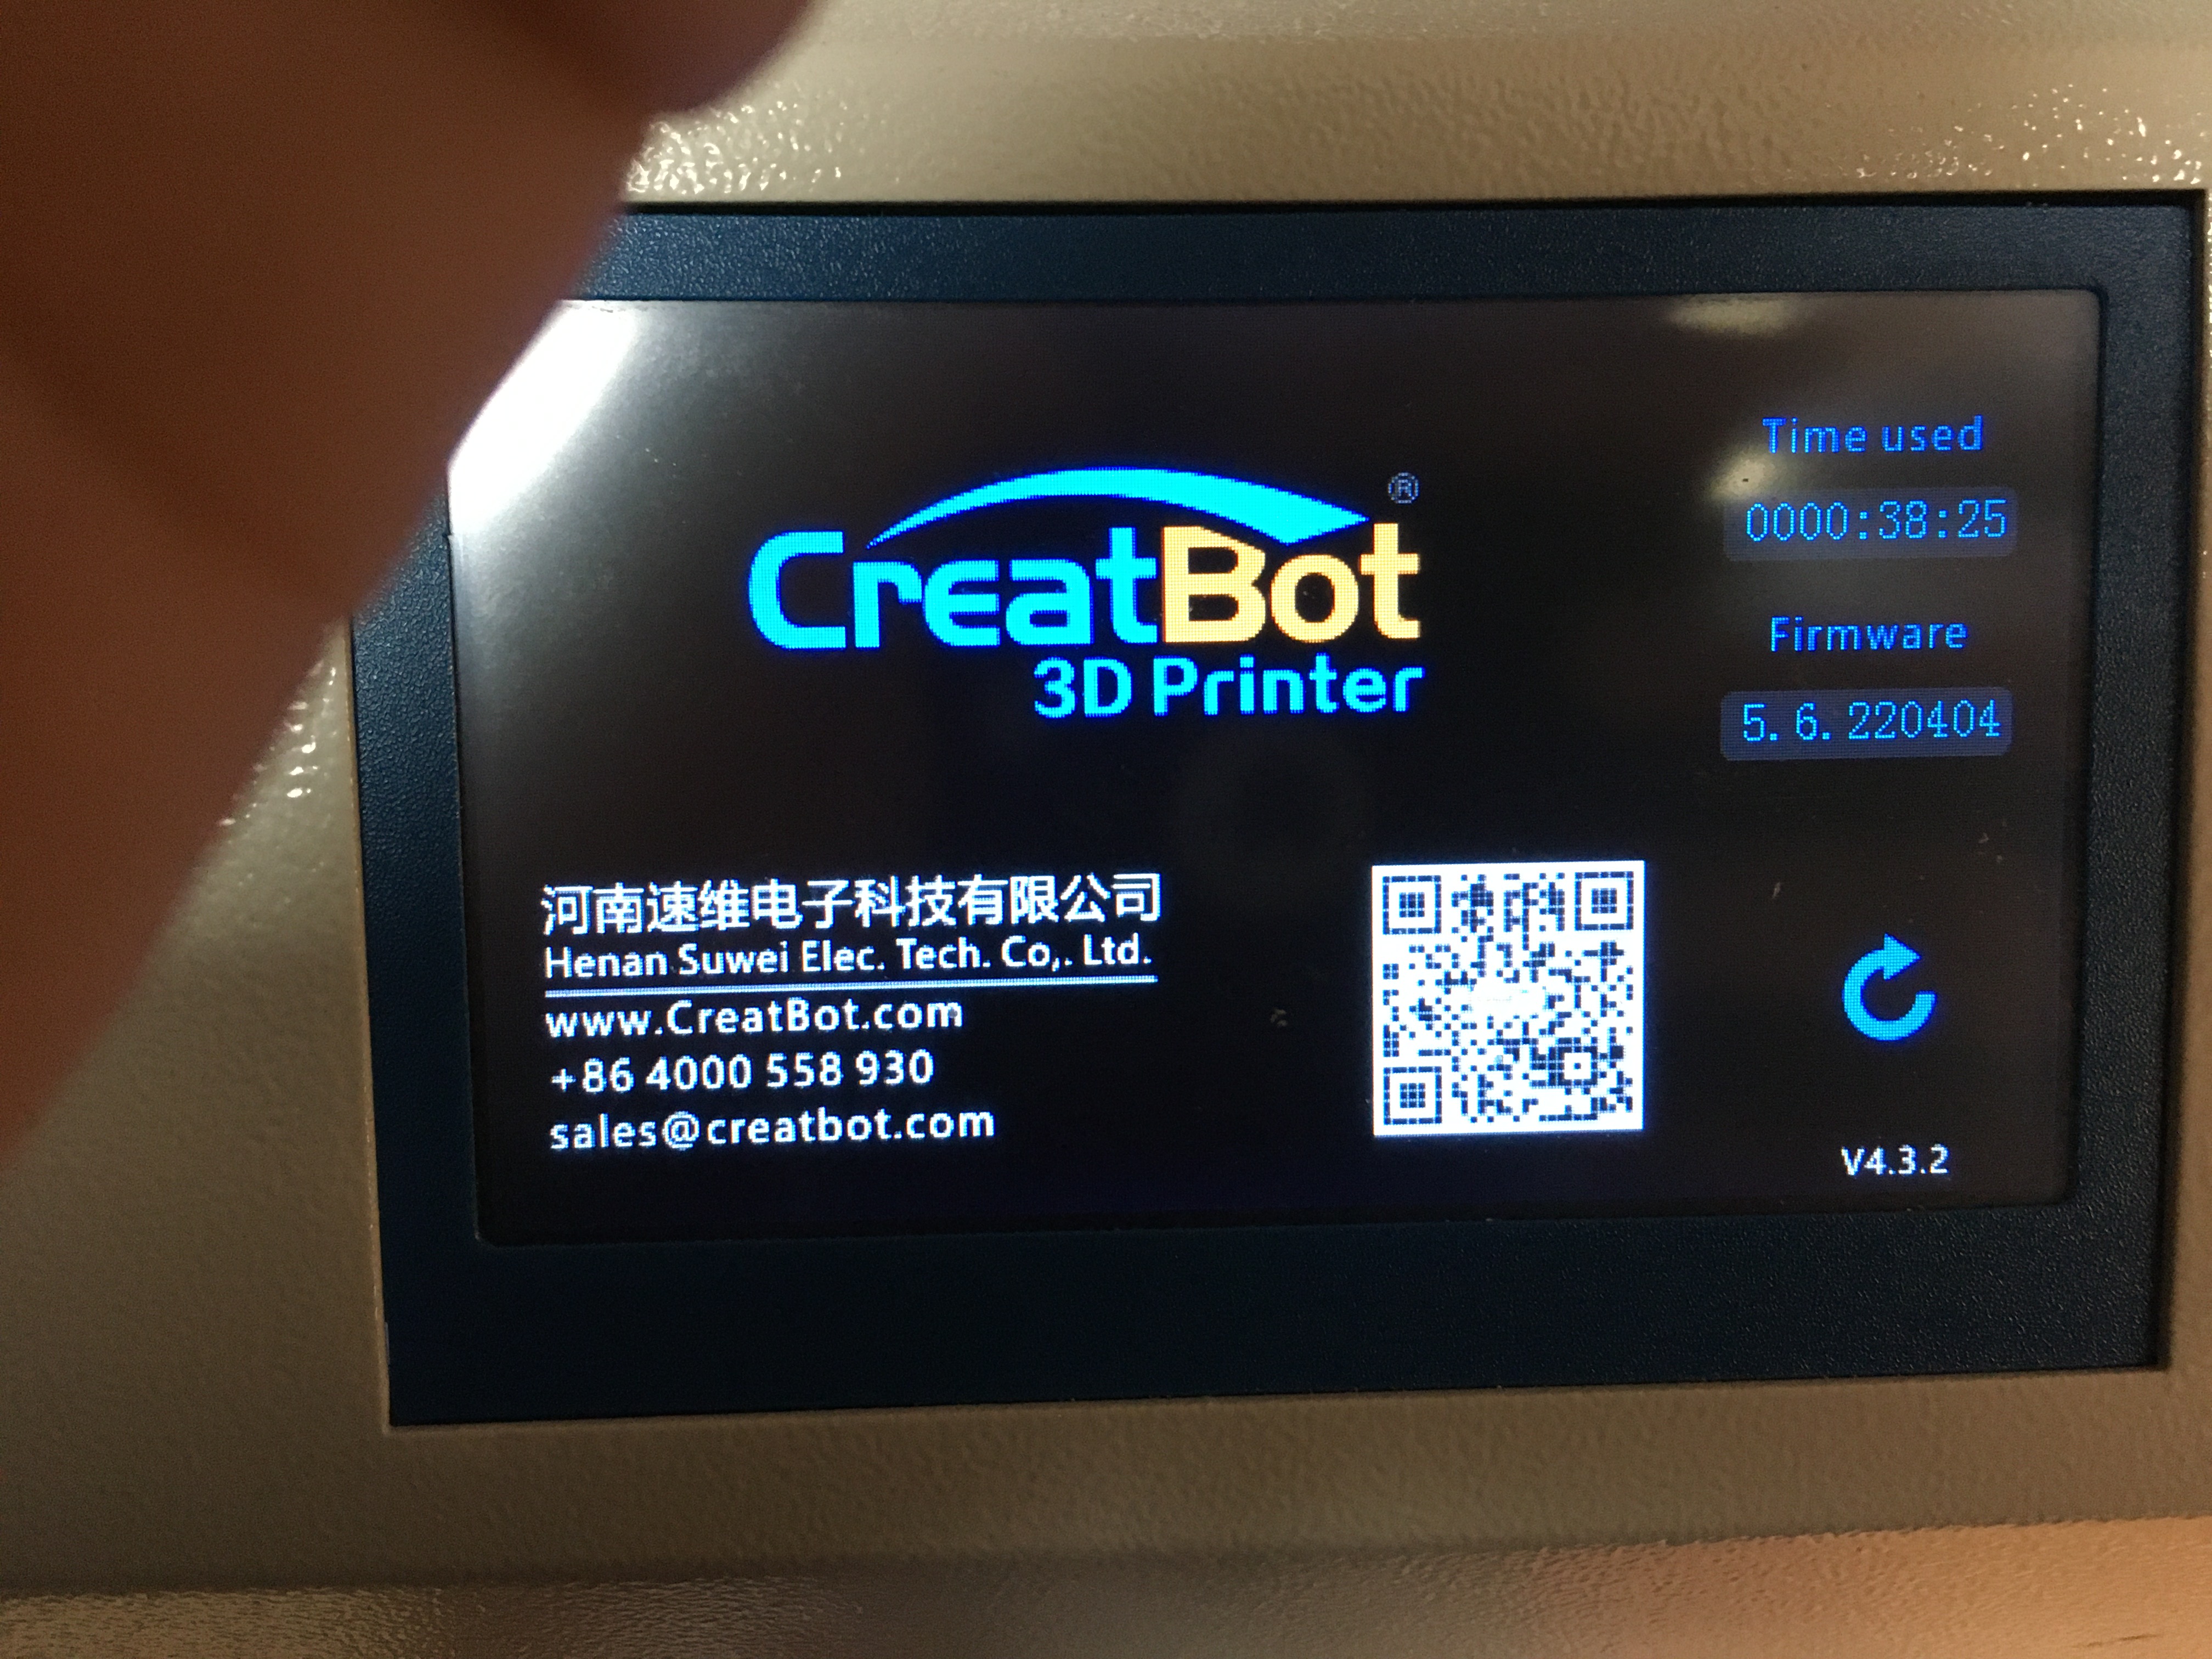 CreatBot®
3D Printer
Time used
0000:38:25
Firmware
5.6.220404
河南速维电子科技有限公司
Henan Suwei Elec. Tech. Co,. Ltd.
www.CreatBot.com
+86 4000 558 930
sales@creatbot.com
V4.3.2